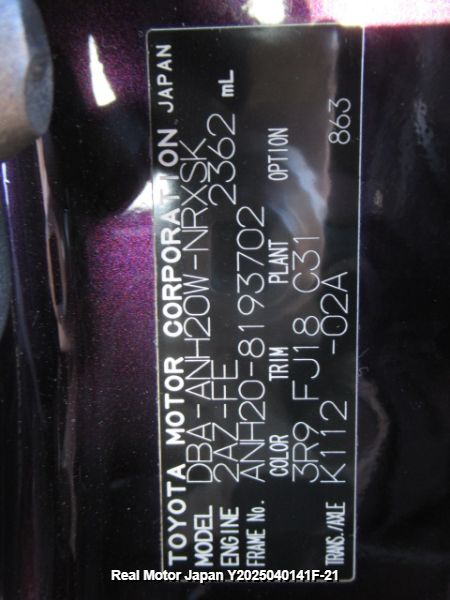 TOYOTA MOTOR CORPORATION JAPAN
MODEL DBA-ANH20W-NRXSK
ENGINE 2AZ-FE 2362 mL
FRAME No. ANH20-8193702
COLOR TRIM PLANT OPTION
3R9 FJ18 C31 863
TRANS./AXLE K112 -02A
Real Motor Japan Y2025040141F-21